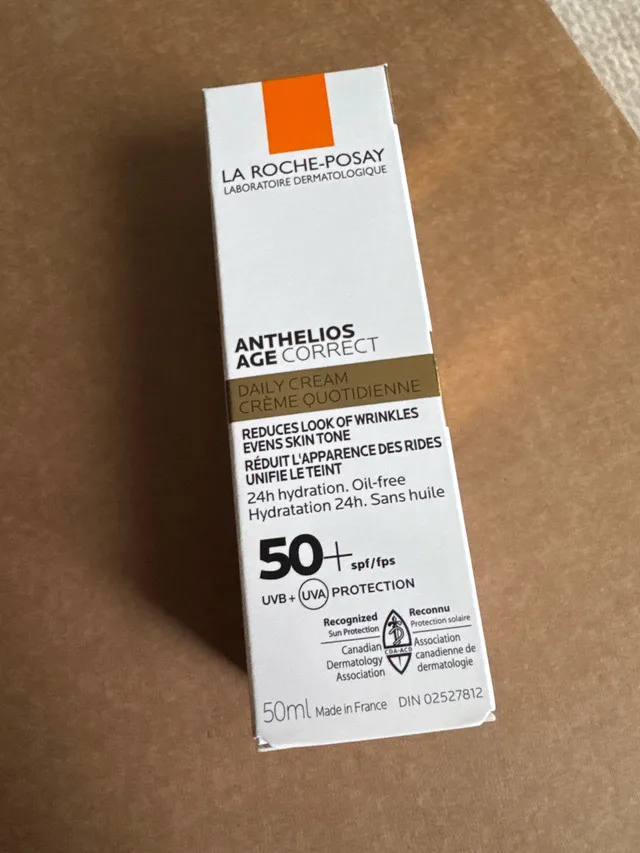 LA ROCHE-POSAY
LABORATOIRE DERMATOLOGIQUE
ANTHELIOS
AGE CORRECT
DAILY CREAM
CRÈME QUOTIDIENNE
REDUCES LOOK OF WRINKLES
EVENS SKIN TONE
RÉDUIT L'APPARENCE DES RIDES
UNIFIE LE TEINT
24h hydration. Oil-free
Hydratation 24h. Sans huile
50+ spf/fps
UVB + UVA PROTECTION
Recognized
Sun Protection
Canadian
Dermatology
Association
CDA-ACD
Reconnu
Protection solaire
Association
canadienne de
dermatologie
50ml Made in France DIN 02527812